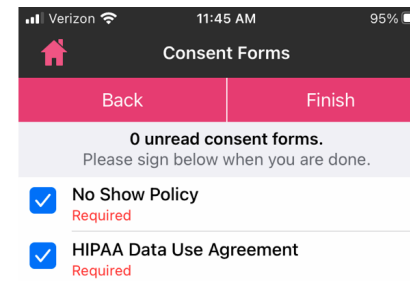 Verizon 11:45 AM 95%
Consent Forms
Back Finish
0 unread consent forms.
Please sign below when you are done.
No Show Policy
Required
HIPAA Data Use Agreement
Required